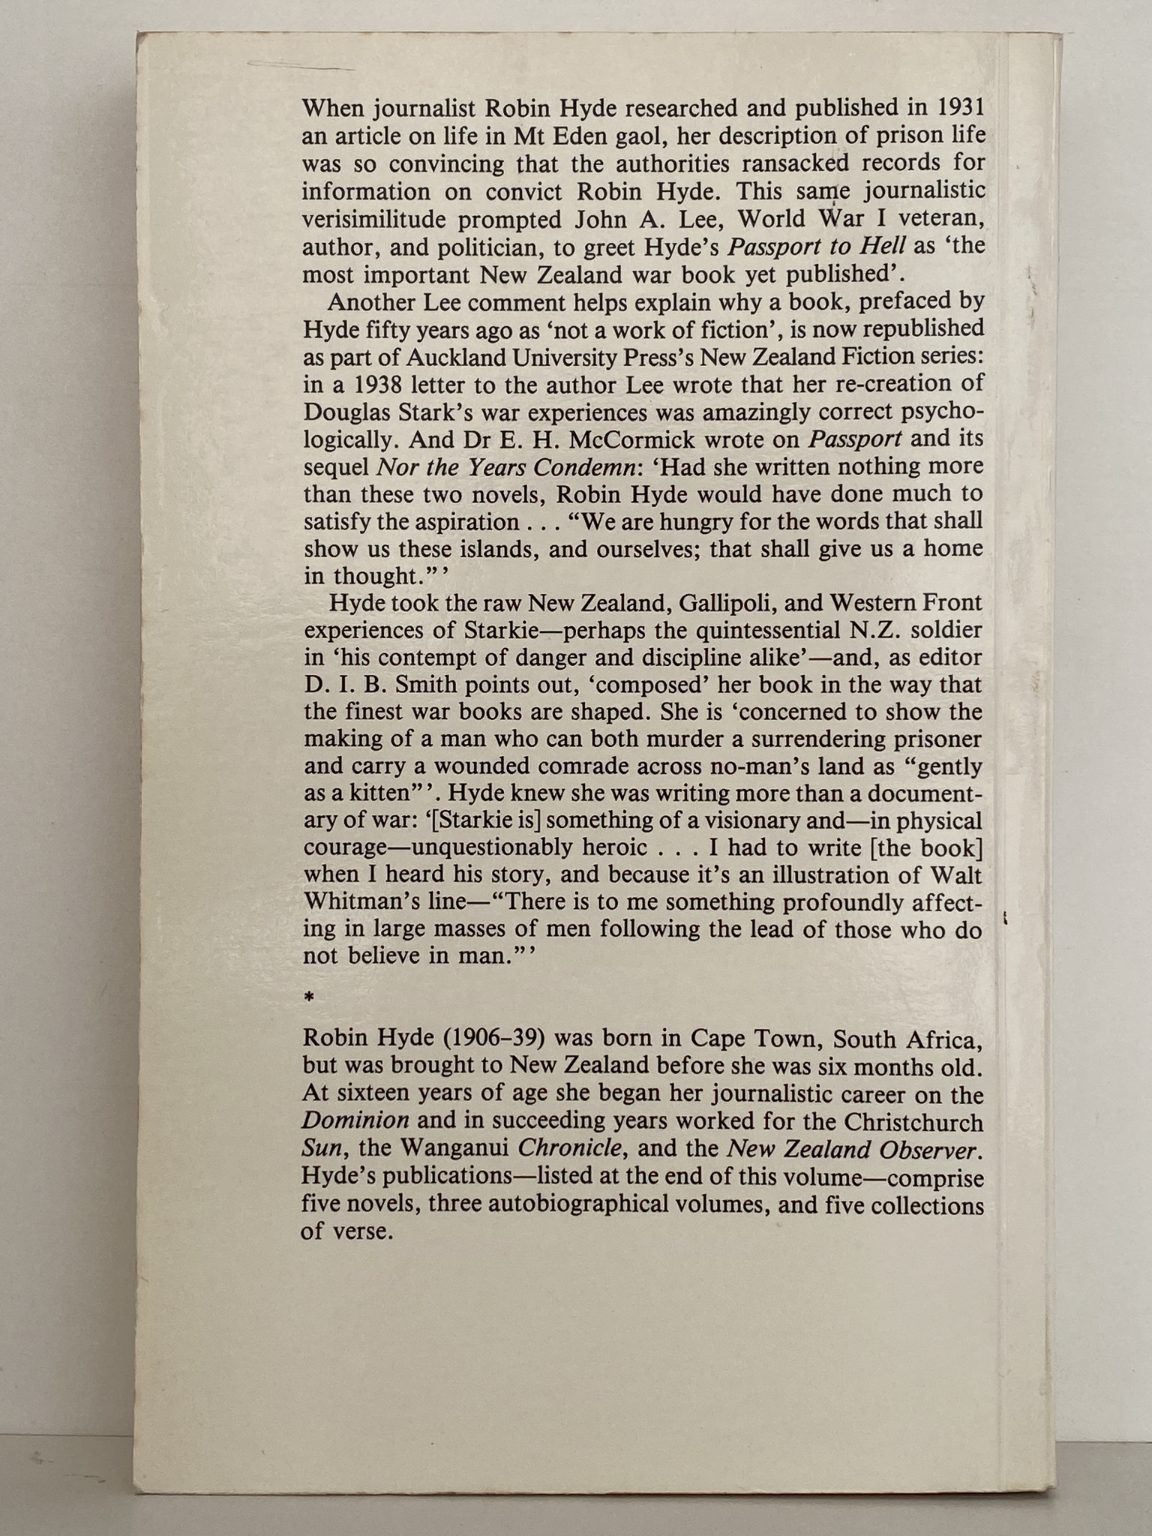 When journalist Robin Hyde researched and published in 1931
an article on life in Mt Eden gaol, her description of prison life
was so convincing that the authorities ransacked records for
information on convict Robin Hyde. This same journalistic
verisimilitude prompted John A. Lee, World War I veteran,
author, and politician, to greet Hyde's Passport to Hell as ‘the
most important New Zealand war book yet published’.
Another Lee comment helps explain why a book, prefaced by
Hyde fifty years ago as ‘not a work of fiction’, is now republished
as part of Auckland University Press's New Zealand Fiction series:
in a 1938 letter to the author Lee wrote that her re-creation of
Douglas Stark's war experiences was amazingly correct psycho-
logically. And Dr E. H. McCormick wrote on Passport and its
sequel Nor the Years Condemn: ‘Had she written nothing more
than these two novels, Robin Hyde would have done much to
satisfy the aspiration . . . “We are hungry for the words that shall
show us these islands, and ourselves; that shall give us a home
in thought.” ’
Hyde took the raw New Zealand, Gallipoli, and Western Front
experiences of Starkie—perhaps the quintessential N.Z. soldier
in ‘his contempt of danger and discipline alike’—and, as editor
D. I. B. Smith points out, ‘composed’ her book in the way that
the finest war books are shaped. She is ‘concerned to show the
making of a man who can both murder a surrendering prisoner
and carry a wounded comrade across no-man's land as “gently
as a kitten” ’. Hyde knew she was writing more than a document-
ary of war: ‘[Starkie is] something of a visionary and—in physical
courage—unquestionably heroic . . . I had to write [the book]
when I heard his story, and because it's an illustration of Walt
Whitman's line—“There is to me something profoundly affect-
ing in large masses of men following the lead of those who do
not believe in man.” ’
*
Robin Hyde (1906–39) was born in Cape Town, South Africa,
but was brought to New Zealand before she was six months old.
At sixteen years of age she began her journalistic career on the
Dominion and in succeeding years worked for the Christchurch
Sun, the Wanganui Chronicle, and the New Zealand Observer.
Hyde's publications—listed at the end of this volume—comprise
five novels, three autobiographical volumes, and five collections
of verse.